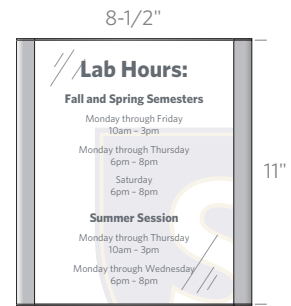 8-1/2"
Lab Hours:
Fall and Spring Semesters
Monday through Friday
10am – 3pm
Monday through Thursday
6pm – 8pm
Saturday
6pm – 8pm
Summer Session
Monday through Thursday
10am – 3pm
Monday through Wednesday
6pm – 8pm
11"
S